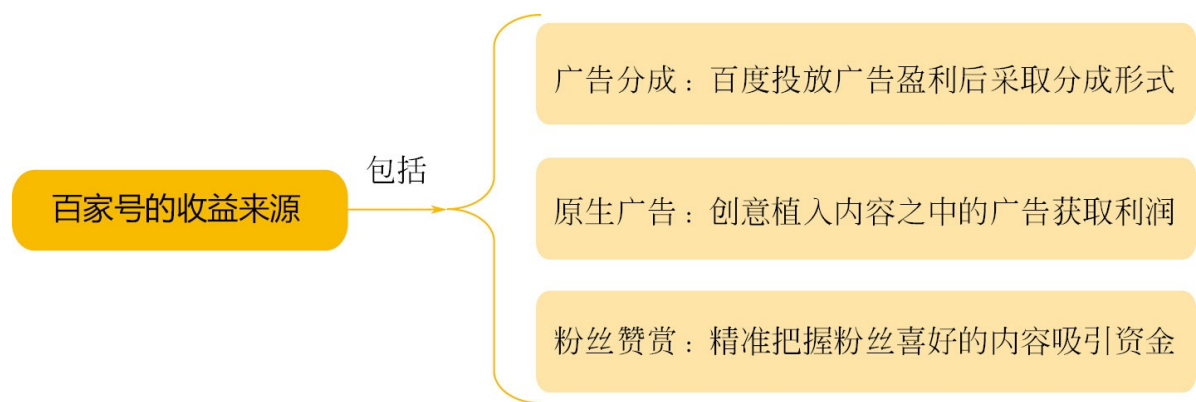 百家号的收益来源
包括
广告分成：百度投放广告盈利后采取分成形式
原生广告：创意植入内容之中的广告获取利润
粉丝赞赏：精准把握粉丝喜好的内容吸引资金